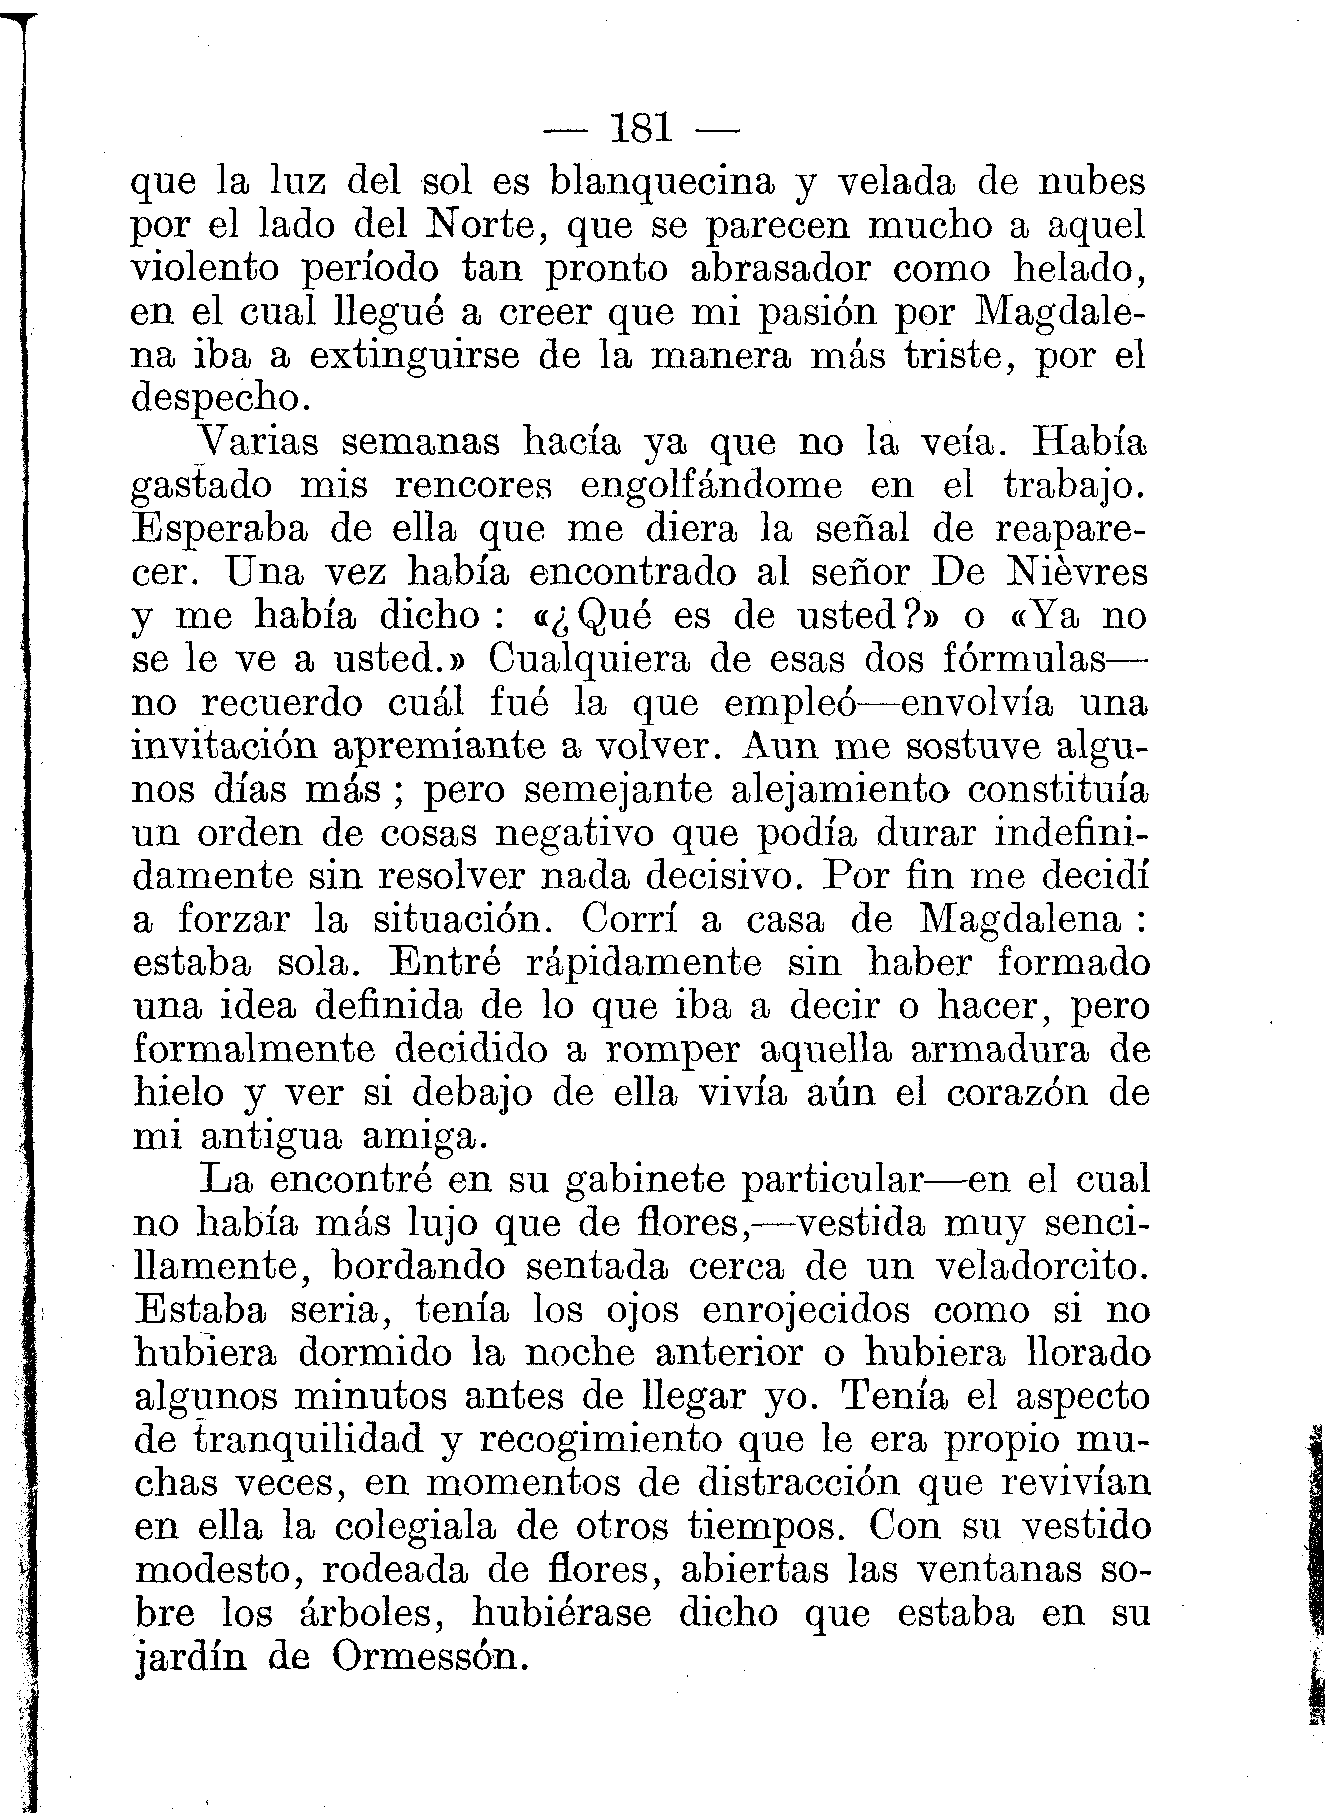 — 181 —
que la luz del sol es blanquecina y velada de nubes
por el lado del Norte, que se parecen mucho a aquel
violento período tan pronto abrasador como helado,
en el cual llegué a creer que mi pasión por Magdale-
na iba a extinguirse de la manera más triste, por el
despecho.
Varias semanas hacía ya que no la veía. Había
gastado mis rencores engolfándome en el trabajo.
Esperaba de ella que me diera la señal de reapare-
cer. Una vez había encontrado al señor De Nièvres
y me había dicho : «¿Qué es de usted?» o «Ya no
se le ve a usted.» Cualquiera de esas dos fórmulas—
no recuerdo cuál fué la que empleó—envolvía una
invitación apremiante a volver. Aun me sostuve algu-
nos días más ; pero semejante alejamiento constituía
un orden de cosas negativo que podía durar indefini-
damente sin resolver nada decisivo. Por fin me decidí
a forzar la situación. Corrí a casa de Magdalena :
estaba sola. Entré rápidamente sin haber formado
una idea definida de lo que iba a decir o hacer, pero
formalmente decidido a romper aquella armadura de
hielo y ver si debajo de ella vivía aún el corazón de
mi antigua amiga.
La encontré en su gabinete particular—en el cual
no había más lujo que de flores,—vestida muy senci-
llamente, bordando sentada cerca de un veladorcito.
Estaba seria, tenía los ojos enrojecidos como si no
hubiera dormido la noche anterior o hubiera llorado
algunos minutos antes de llegar yo. Tenía el aspecto
de tranquilidad y recogimiento que le era propio mu-
chas veces, en momentos de distracción que revivían
en ella la colegiala de otros tiempos. Con su vestido
modesto, rodeada de flores, abiertas las ventanas so-
bre los árboles, hubiérase dicho que estaba en su
jardín de Ormessón.